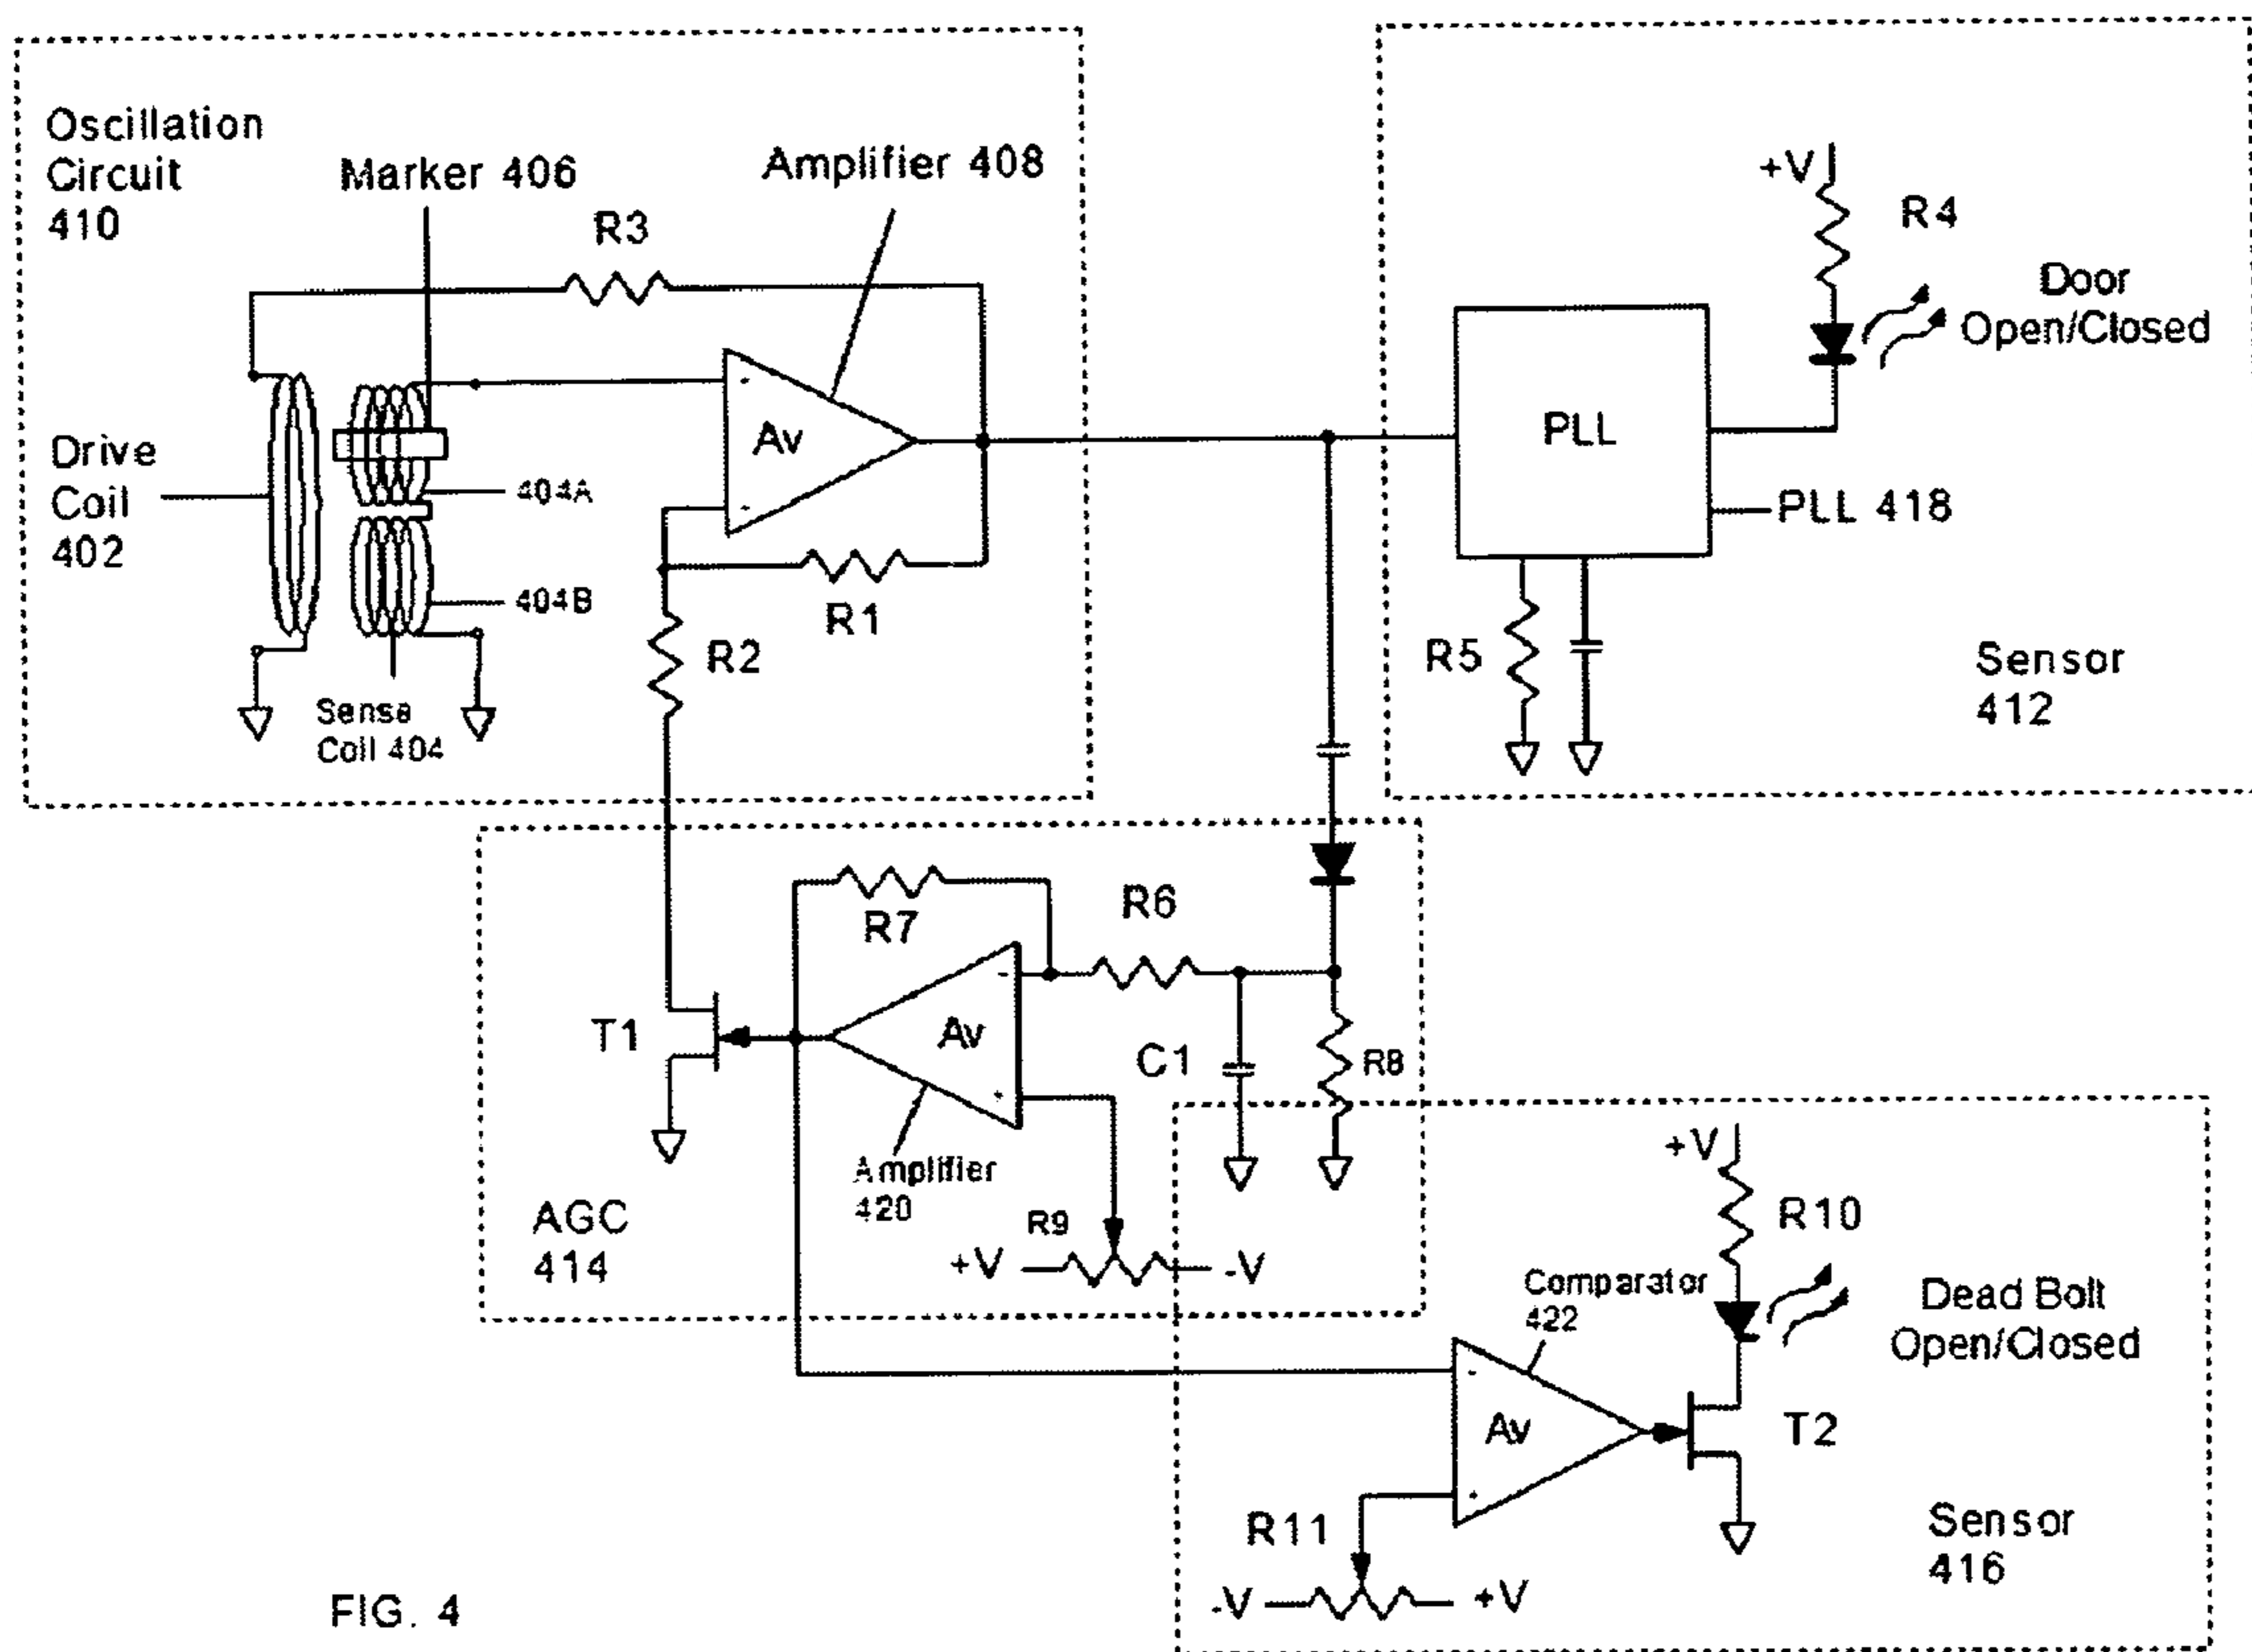 Oscillation
Circuit
410
Marker 406
Amplifier 408
R3
Drive
Coil
402
404A
404B
Sense
Coil 404
Av
-
-
R1
R2
+V
R4
Door
Open/Closed
PLL
PLL 418
R5
Sensor
412
R7
R6
T1
Av
-
+
C1
R8
Amplifier
420
AGC
414
R9
+V
-V
+V
R10
Comparator
422
Dead Bolt
Open/Closed
-
Av
+
T2
R11
-V
+V
Sensor
416
FIG. 4